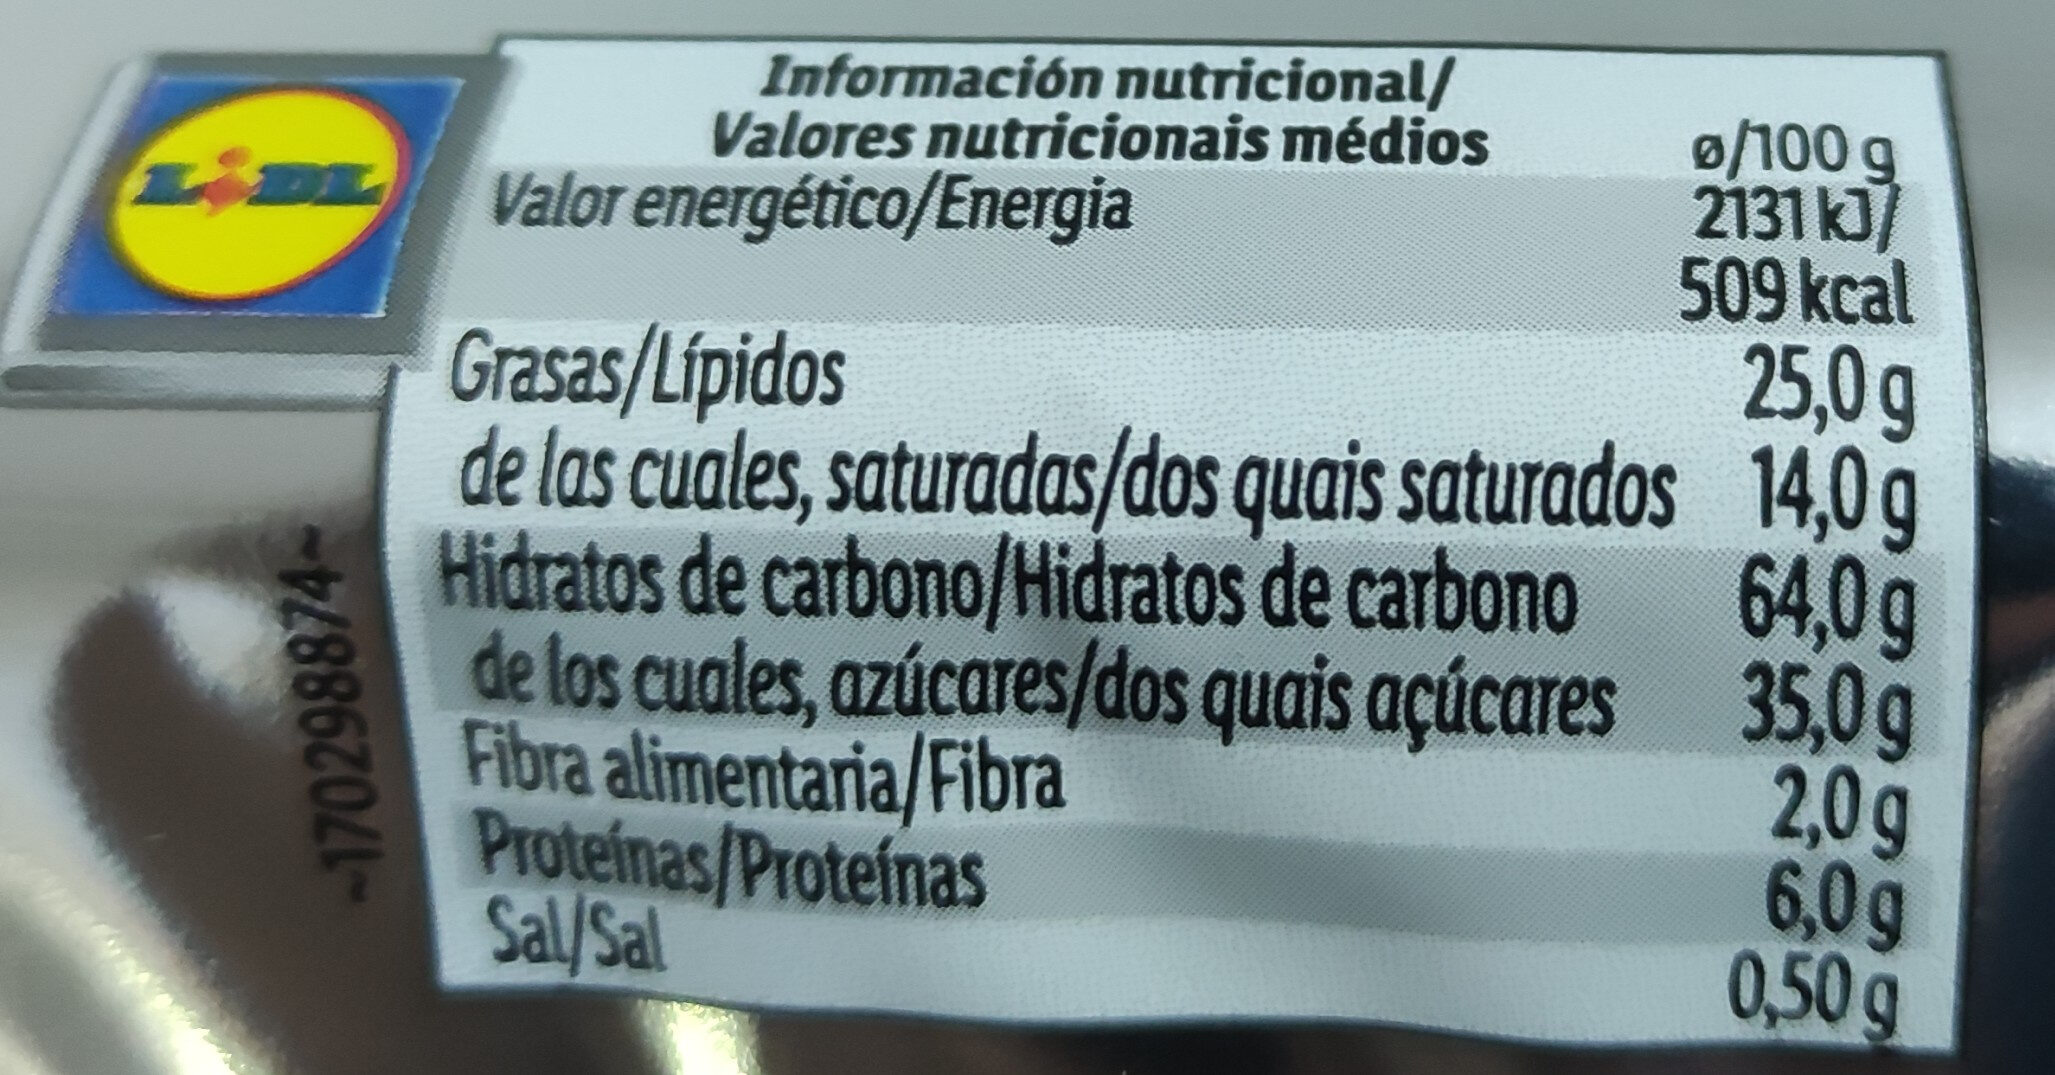 LIDL
Información nutricional/
Valores nutricionais médios ø/100 g
Valor energético/Energia 2131 kJ/
509 kcal
Grasas/Lípidos 25,0 g
de las cuales, saturadas/dos quais saturados 14,0 g
Hidratos de carbono/Hidratos de carbono 64,0 g
de los cuales, azúcares/dos quais açúcares 35,0 g
Fibra alimentaria/Fibra 2,0 g
Proteínas/Proteínas 6,0 g
Sal/Sal 0,50 g
~170298874~